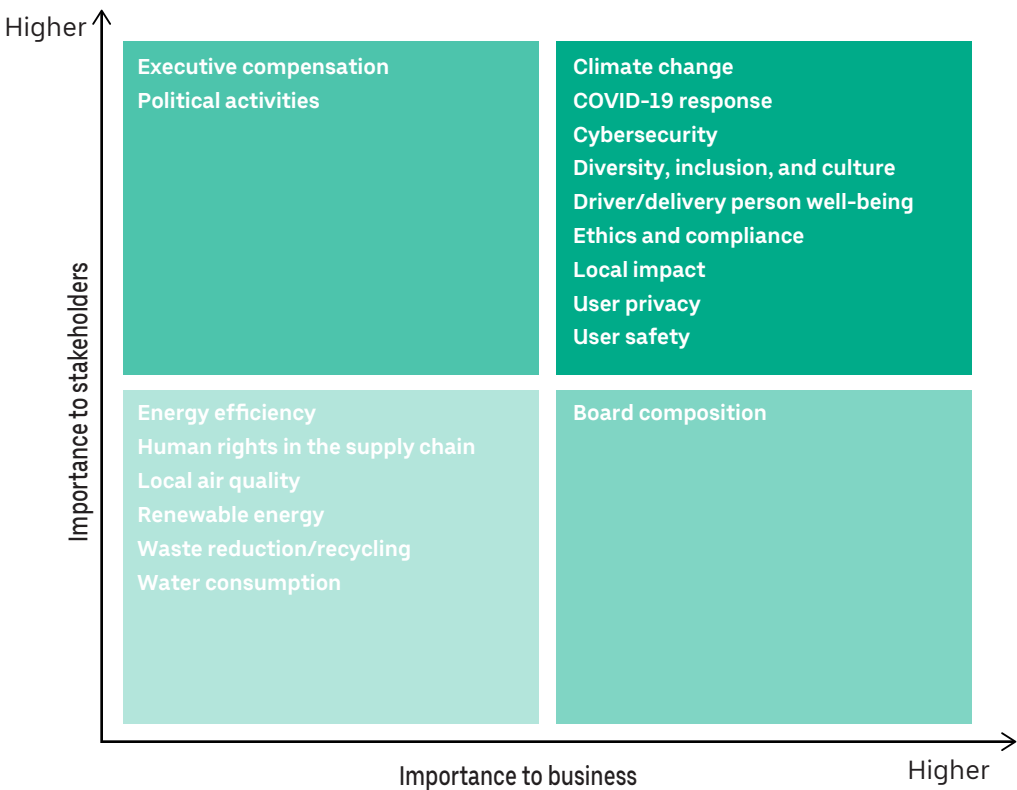 Higher
Executive compensation
Political activities
Climate change
COVID-19 response
Cybersecurity
Diversity, inclusion, and culture
Driver/delivery person well-being
Ethics and compliance
Local impact
User privacy
User safety
Importance to stakeholders
Energy efficiency
Human rights in the supply chain
Local air quality
Renewable energy
Waste reduction/recycling
Water consumption
Board composition
Importance to business
Higher